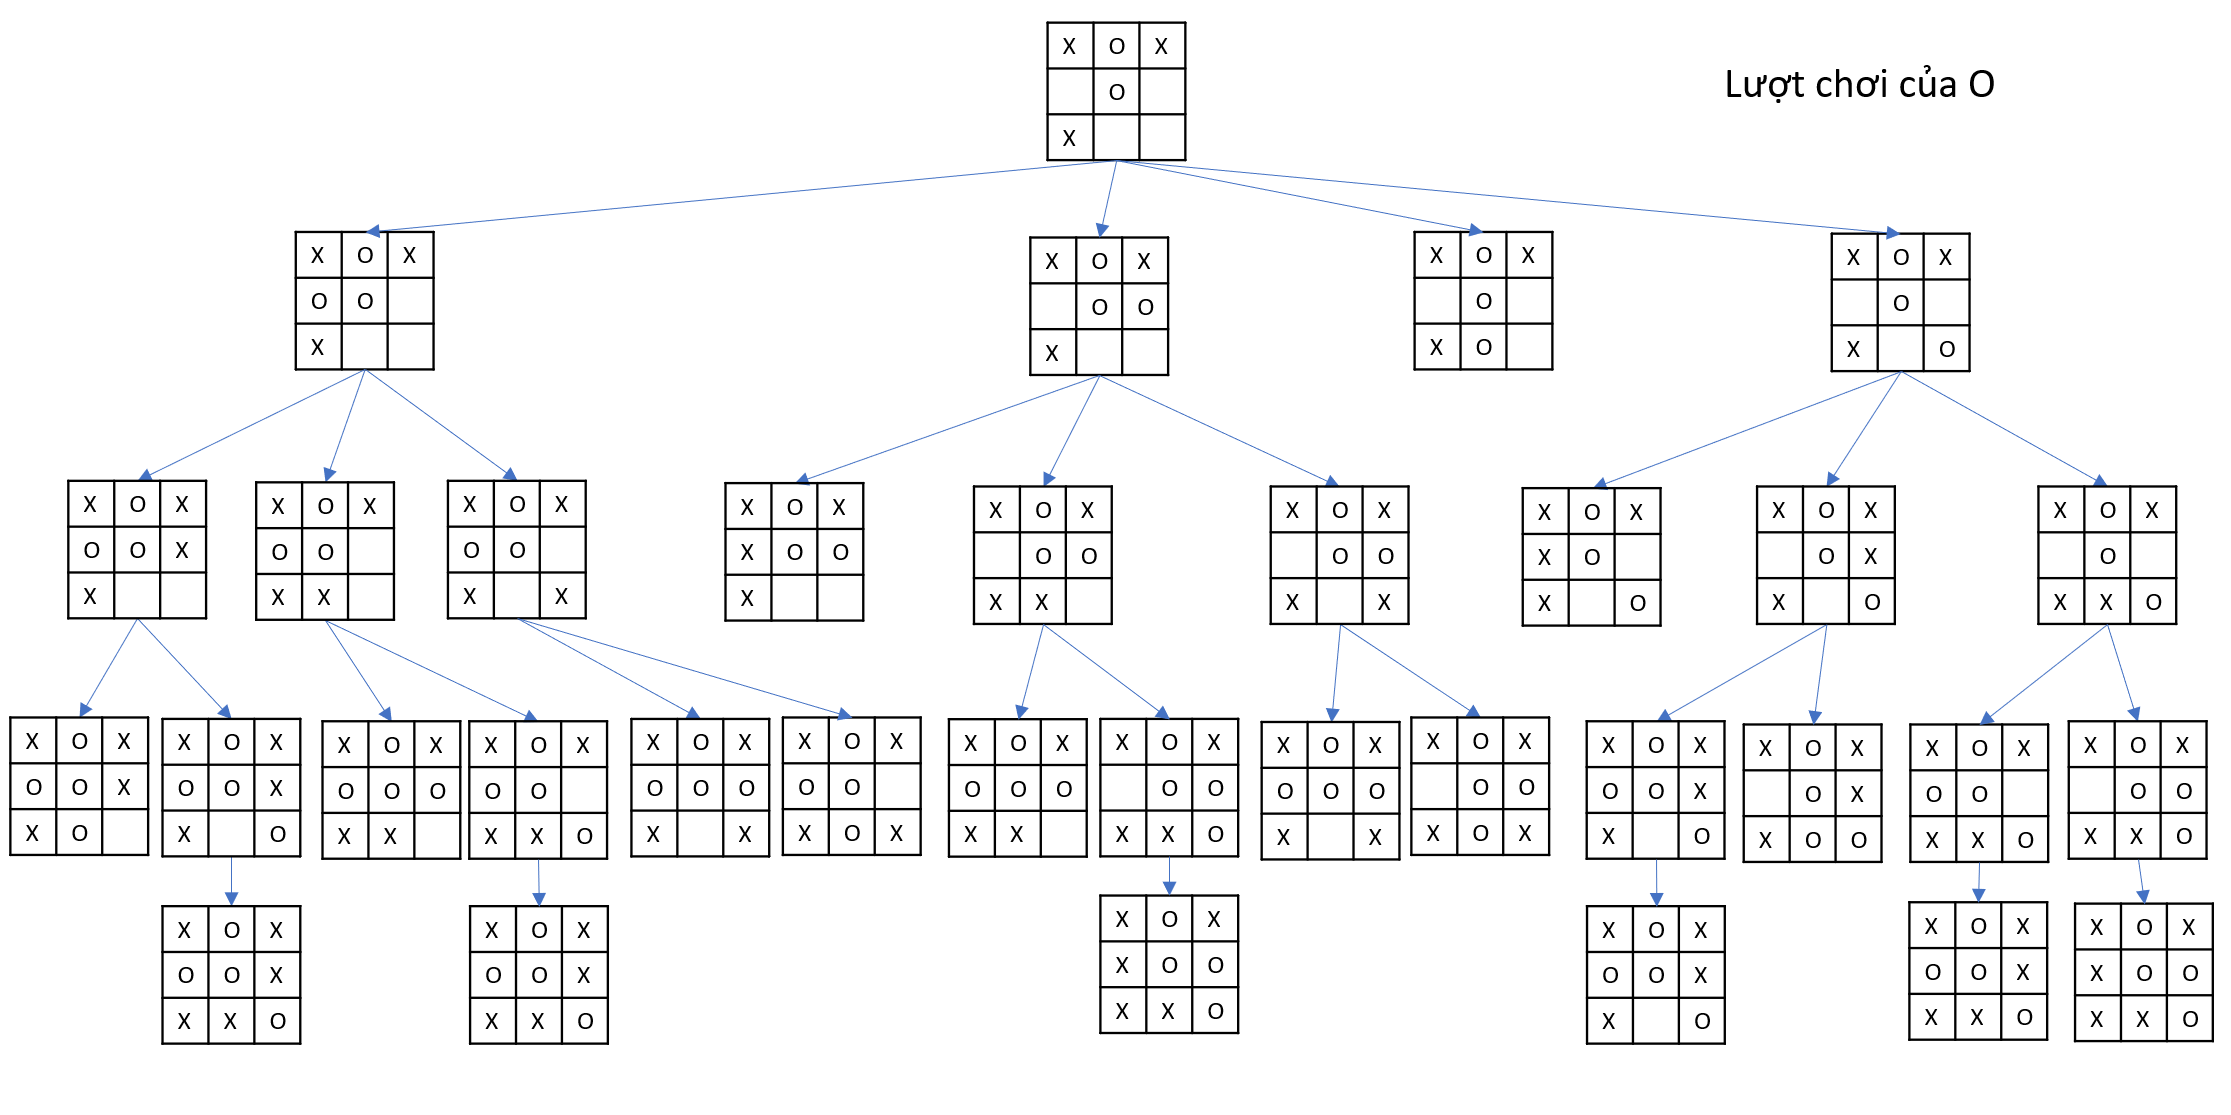 X O X
O
X
Lượt chơi của O
X O X
O O
X
X O X
O O
X
X O X
O
X O
X O X
O
X O
X O X
O O X
X
X O X
O O
X X
X O X
O O
X X
X O X
X O O
X
X O X
O O
X X
X O X
O O
X X
X O X
X O
X O
X O X
O X
X O
X O X
O
X X O
X O X
O O X
X O
X O X
O O X
X O
X O X
O O O
X X
X O X
O O
X X O
X O X
O O O
X X
X O X
O O
X O X
X O X
O O O
X X
X O X
O O
X X O
X O X
O O O
X X
X O X
O O
X O X
X O X
O O X
X O
X O X
O X
X O O
X O X
O O
X X O
X O X
O O
X X O
X O X
O O X
X X O
X O X
O O X
X X O
X O X
X O O
X X O
X O X
O O X
X O
X O X
O O X
X X O
X O X
X O O
X X O